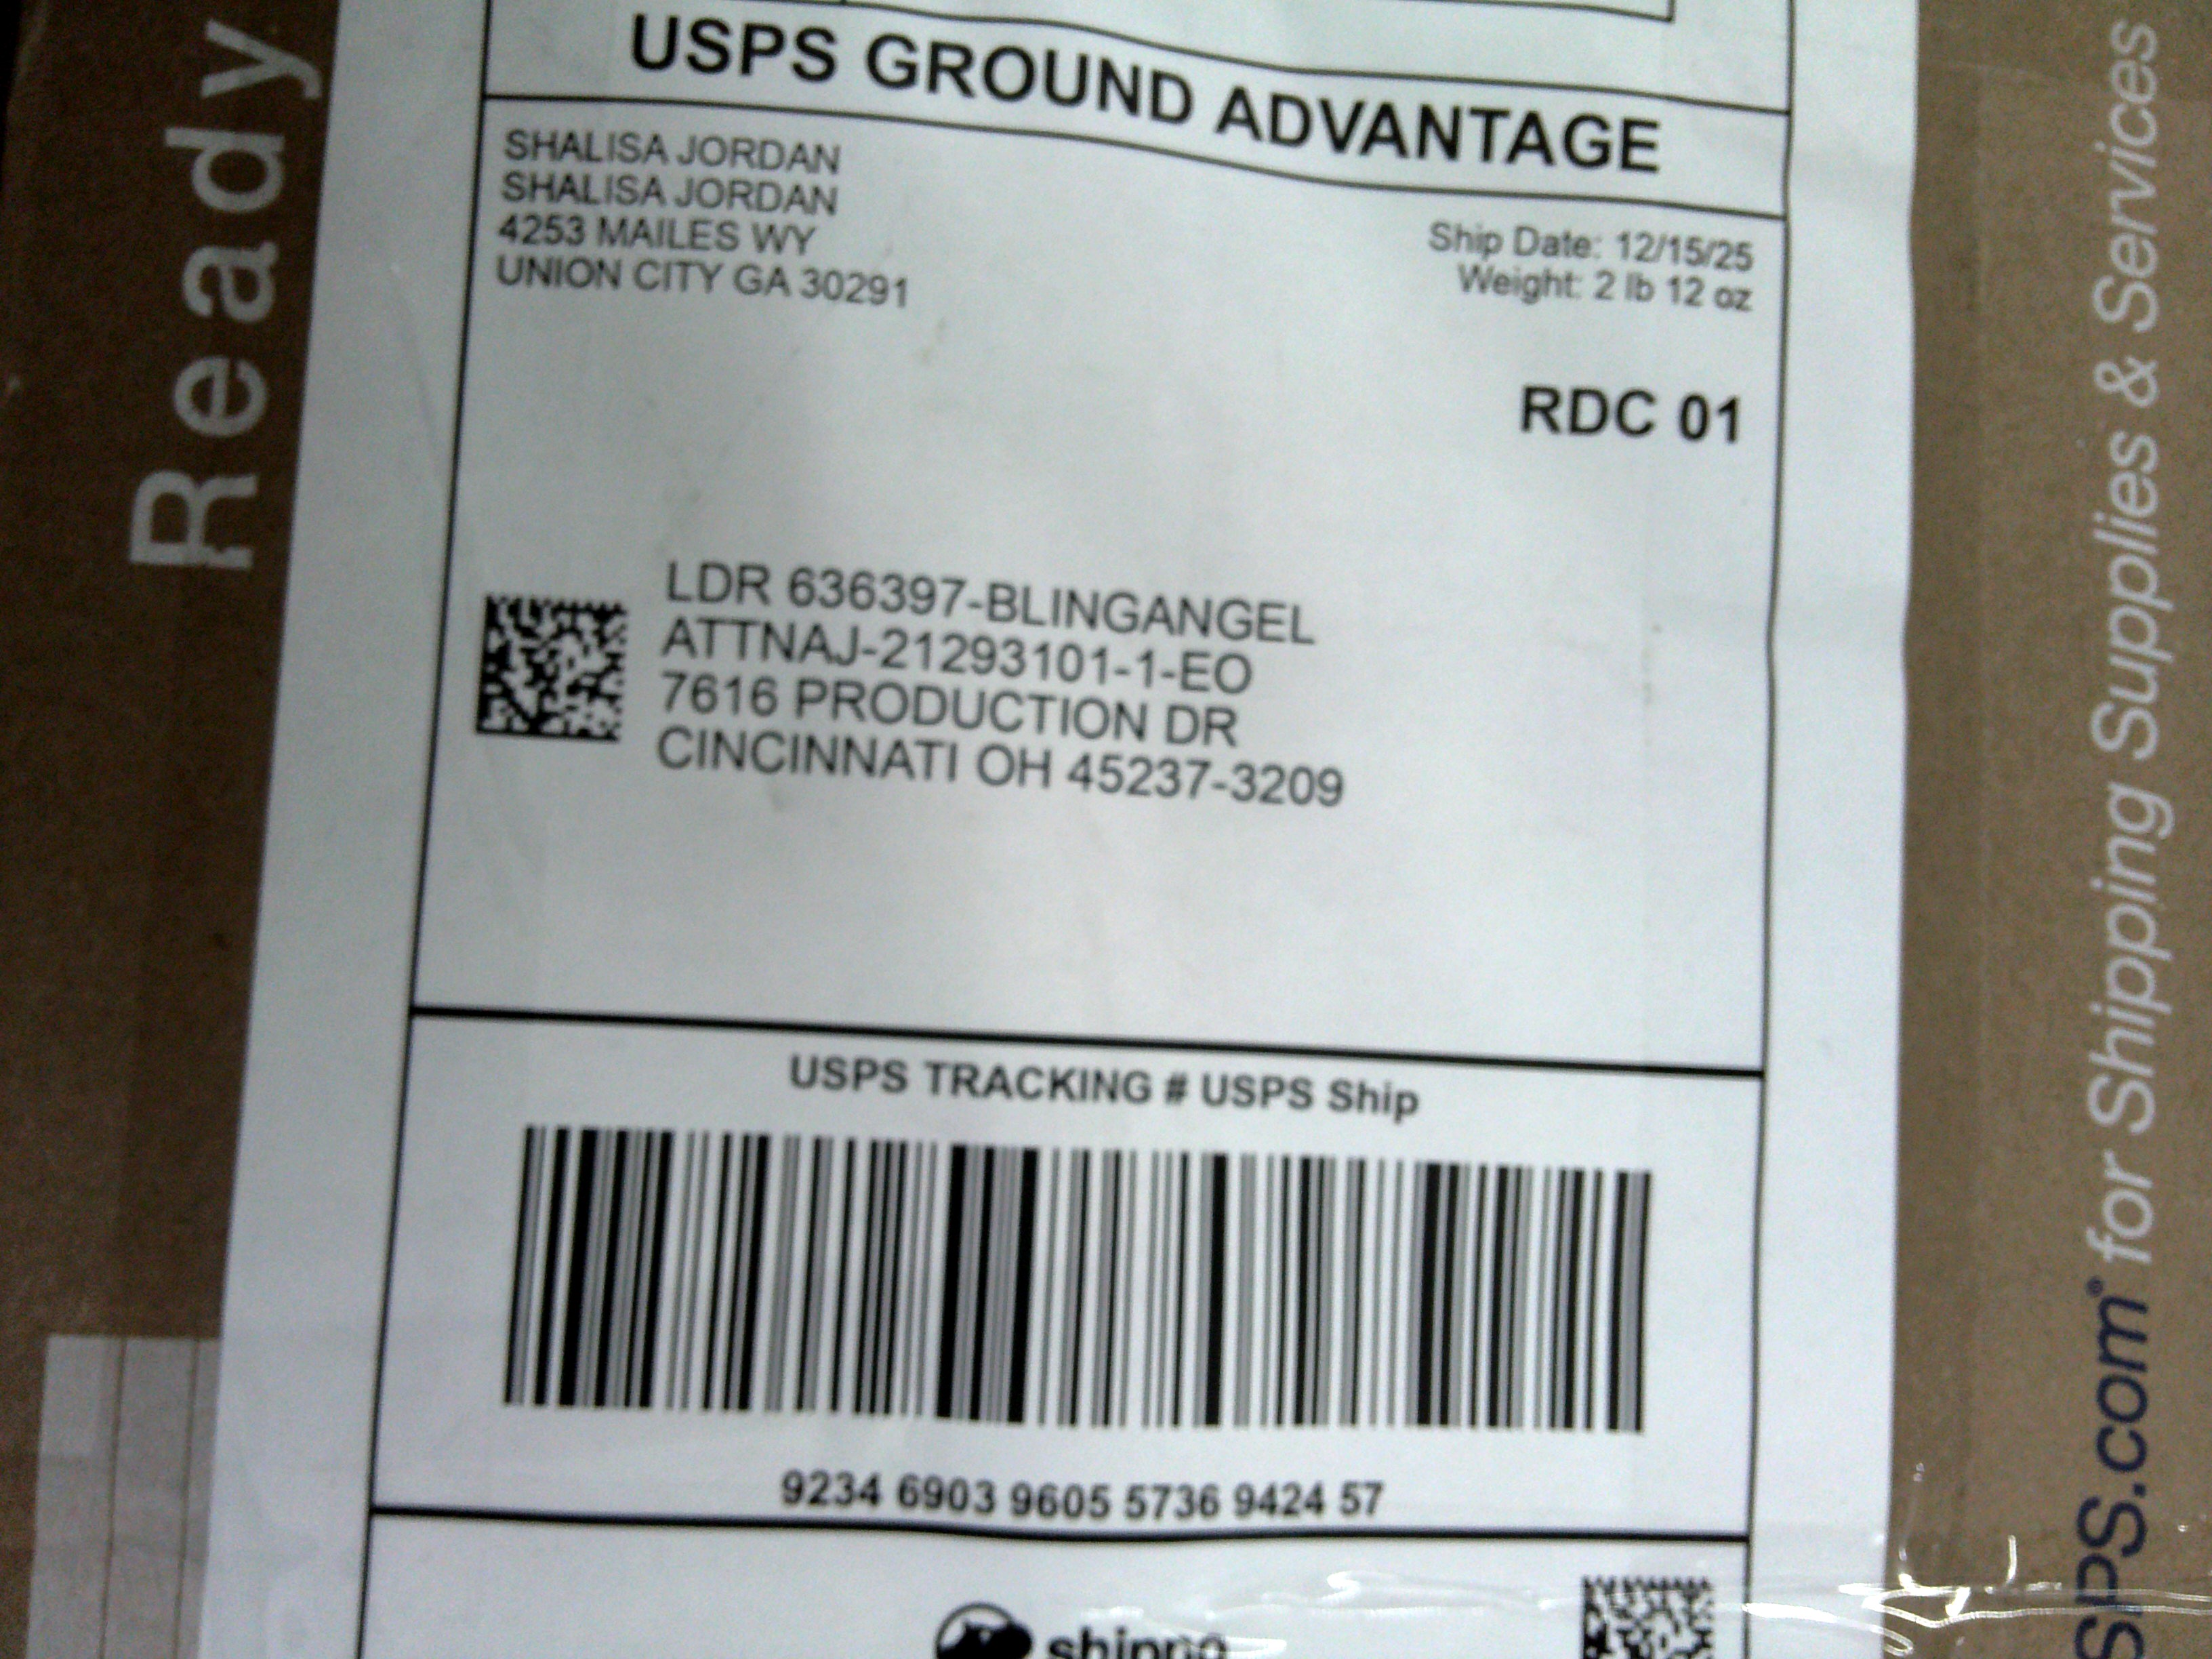 USPS GROUND ADVANTAGE
SHALISA JORDAN
SHALISA JORDAN
4253 MAILES WY
UNION CITY GA 30291
Ship Date: 12/15/25
Weight: 2 lb 12 oz
RDC 01
LDR 636397-BLINGANGEL
ATTNAJ-21293101-1-EO
7616 PRODUCTION DR
CINCINNATI OH 45237-3209
USPS TRACKING # USPS Ship
9234 6903 9605 5736 9424 57
shippo
Ready
SPS.com® for Shipping Supplies & Services